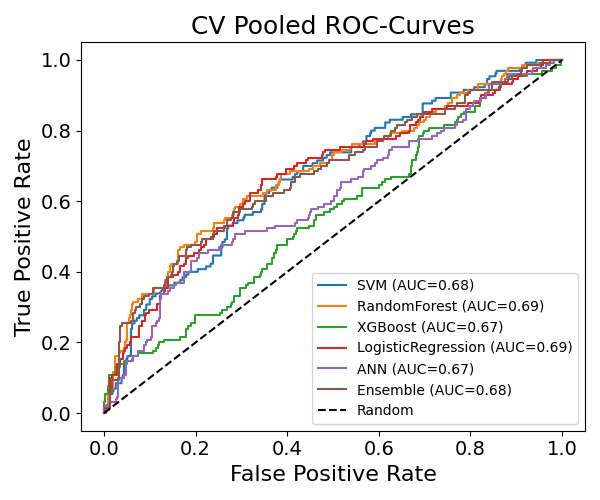 CV Pooled ROC-Curves
True Positive Rate
1.0
0.8
0.6
0.4
0.2
0.0
SVM (AUC=0.68)
RandomForest (AUC=0.69)
XGBoost (AUC=0.67)
LogisticRegression (AUC=0.69)
ANN (AUC=0.67)
Ensemble (AUC=0.68)
Random
0.0 0.2 0.4 0.6 0.8 1.0
False Positive Rate